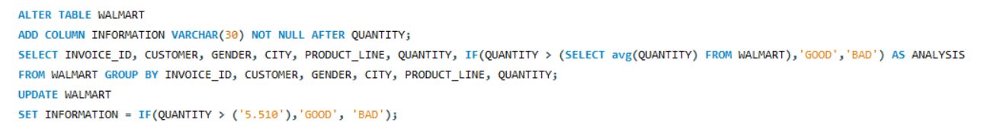 ALTER TABLE WALMART
ADD COLUMN INFORMATION VARCHAR(30) NOT NULL AFTER QUANTITY;
SELECT INVOICE_ID, CUSTOMER, GENDER, CITY, PRODUCT_LINE, QUANTITY, IF(QUANTITY > (SELECT avg(QUANTITY) FROM WALMART),'GOOD','BAD') AS ANALYSIS
FROM WALMART GROUP BY INVOICE_ID, CUSTOMER, GENDER, CITY, PRODUCT_LINE, QUANTITY;
UPDATE WALMART
SET INFORMATION = IF(QUANTITY > ('5.510'),'GOOD', 'BAD');